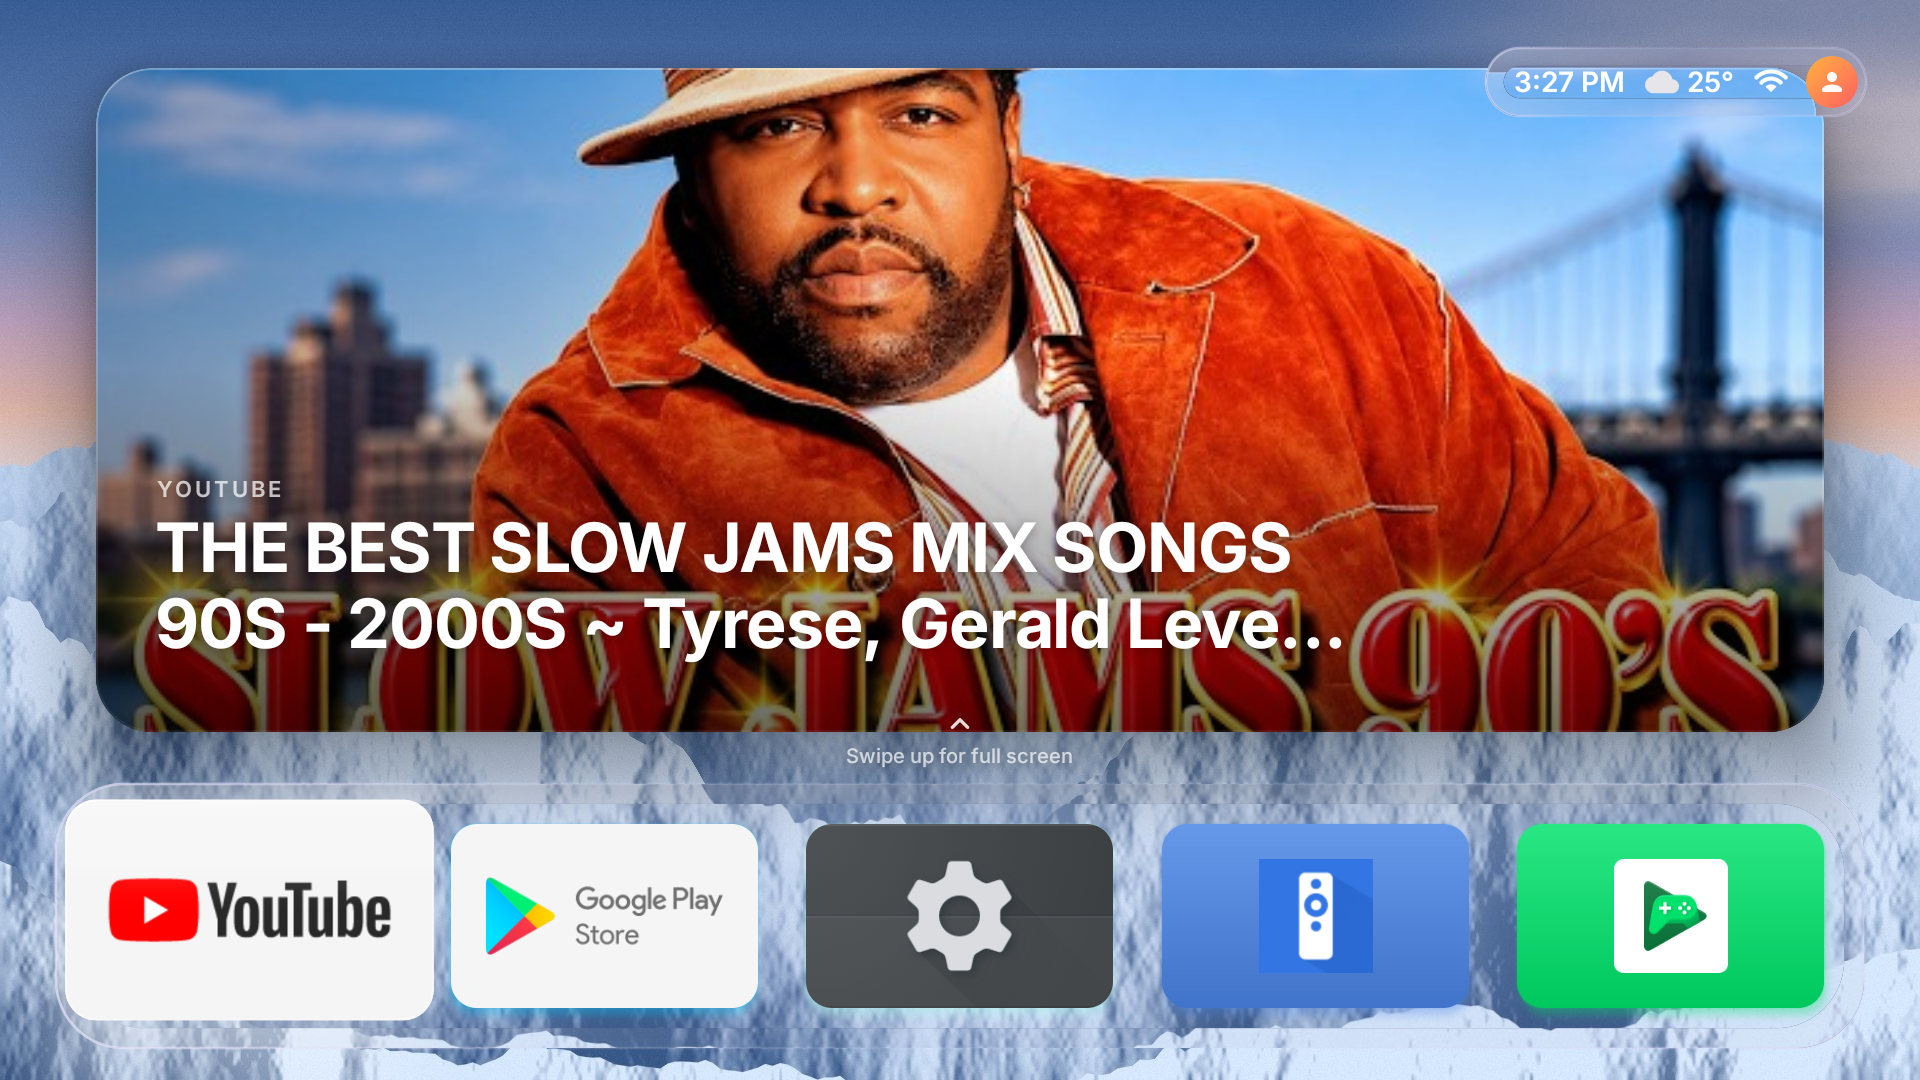 3:27 PM 25°
YOUTUBE
THE BEST SLOW JAMS MIX SONGS
90S - 2000S ~ Tyrese, Gerald Leve...
SLOW JAMS 90'S
Swipe up for full screen
YouTube
Google Play
Store